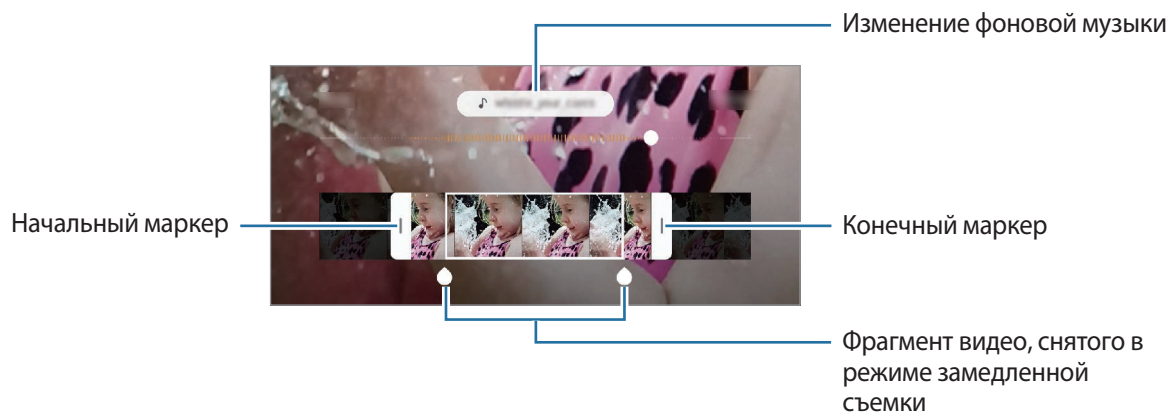 Изменение фоновой музыки
Начальный маркер
Конечный маркер
Фрагмент видео, снятого в
режиме замедленной
съемки